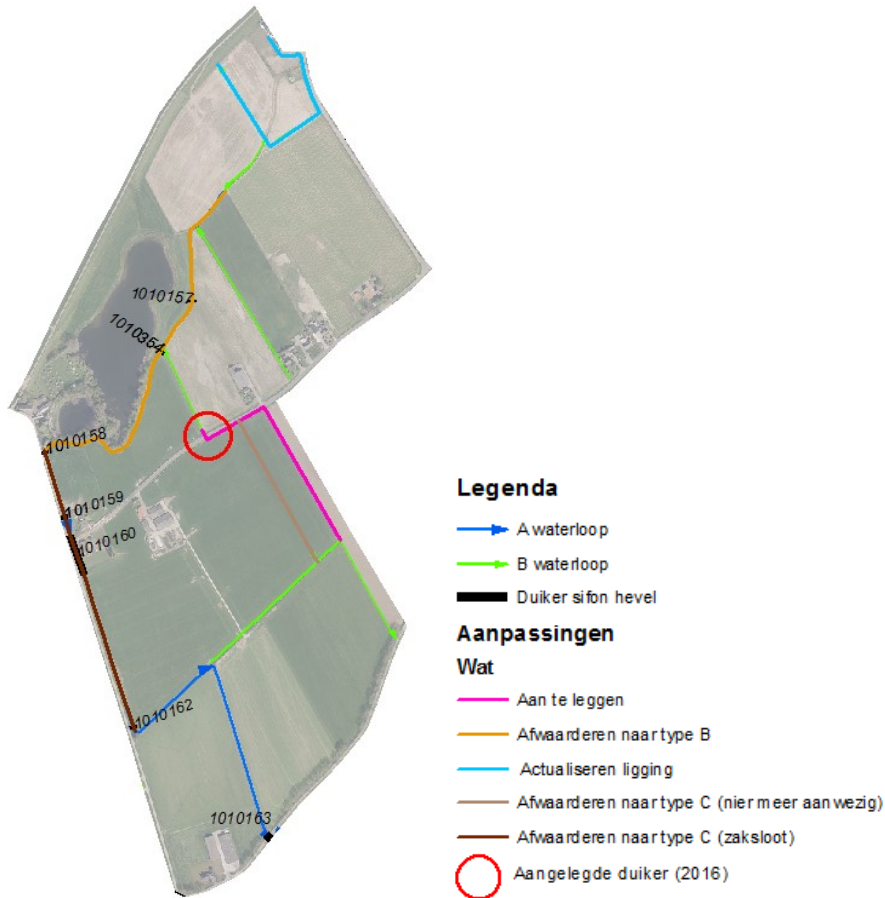 1010157
1010354
1010158
1010159
1010160
1010162
1010163
Legenda
A waterloop
B waterloop
Duiker sifon hevel
Aanpassingen
Wat
Aan te leggen
Afwaarderen naar type B
Actualiseren ligging
Afwaarderen naar type C (nier meer aanwezig)
Afwaarderen naar type C (zaksloot)
Aangelegde duiker (2016)